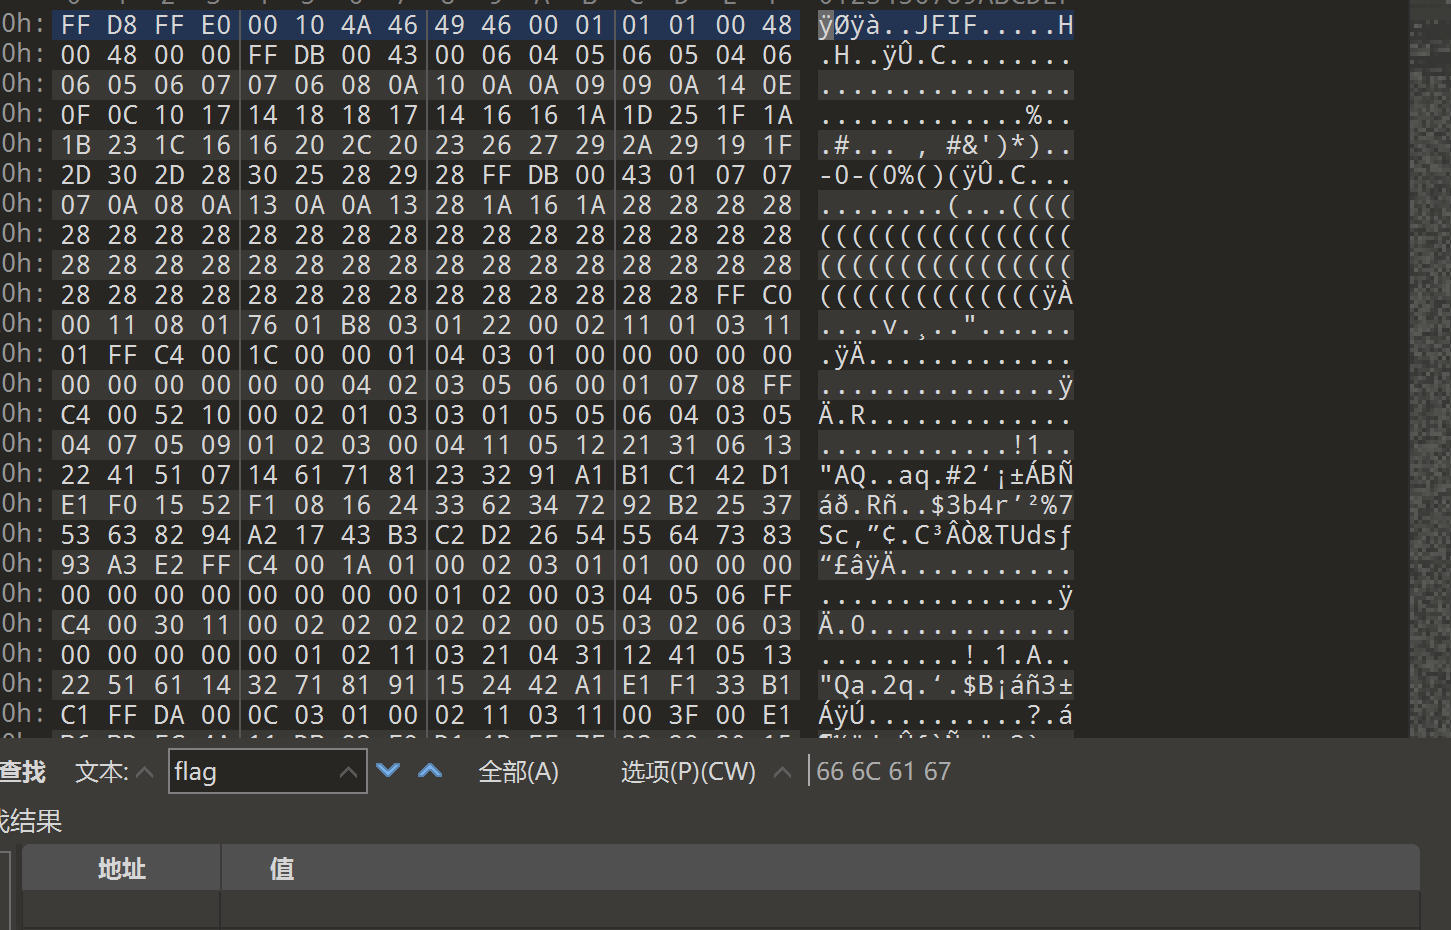 0h: FF D8 FF E0 00 10 4A 46 49 46 00 01 01 01 00 48 ÿØÿà..JFIF.....H
0h: 00 48 00 00 FF DB 00 43 00 06 04 05 06 05 04 06 .H..ÿÛ.C........
0h: 06 05 06 07 07 06 08 0A 10 0A 0A 09 09 0A 14 0E ................
0h: 0F 0C 10 17 14 18 18 17 14 16 16 1A 1D 25 1F 1A .............%..
0h: 1B 23 1C 16 16 20 2C 20 23 26 27 29 2A 29 19 1F .#... , #&')*)..
0h: 2D 30 2D 28 30 25 28 29 28 FF DB 00 43 01 07 07 -0-(0%()(ÿÛ.C...
0h: 07 0A 08 0A 13 0A 0A 13 28 1A 16 1A 28 28 28 28 ........(...((((
0h: 28 28 28 28 28 28 28 28 28 28 28 28 28 28 28 28 ((((((((((((((((
0h: 28 28 28 28 28 28 28 28 28 28 28 28 28 28 28 28 ((((((((((((((((
0h: 28 28 28 28 28 28 28 28 28 28 28 28 28 28 FF C0 ((((((((((((((ÿÀ
0h: 00 11 08 01 76 01 B8 03 01 22 00 02 11 01 03 11 ....v.¸.."......
0h: 01 FF C4 00 1C 00 00 01 04 03 01 00 00 00 00 00 .ÿÄ.............
0h: 00 00 00 00 00 00 04 02 03 05 06 00 01 07 08 FF ...............ÿ
0h: C4 00 52 10 00 02 01 03 03 01 05 05 06 04 03 05 Ä.R.............
0h: 04 07 05 09 01 02 03 00 04 11 05 12 21 31 06 13 ............!1..
0h: 22 41 51 07 14 61 71 81 23 32 91 A1 B1 C1 42 D1 "AQ..aq.#2‘¡±ÁBÑ
0h: E1 F0 15 52 F1 08 16 24 33 62 34 72 92 B2 25 37 áð.Rñ..$3b4r’²%7
0h: 53 63 82 94 A2 17 43 B3 C2 D2 26 54 55 64 73 83 Sc‚”¢.C³ÂÒ&TUdsƒ
0h: 93 A3 E2 FF C4 00 1A 01 00 02 03 01 01 00 00 00 “£âÿÄ...........
0h: 00 00 00 00 00 00 00 00 01 02 00 03 04 05 06 FF ...............ÿ
0h: C4 00 30 11 00 02 02 02 02 02 00 05 03 02 06 03 Ä.0.............
0h: 00 00 00 00 00 01 02 11 03 21 04 31 12 41 05 13 .........!.1.A..
0h: 22 51 61 14 32 71 81 91 15 24 42 A1 E1 F1 33 B1 "Qa.2q.‘.$B¡áñ3±
0h: C1 FF DA 00 0C 03 01 00 02 11 03 11 00 3F 00 E1 ÁÿÚ..........?.á
查找 文本: flag 全部(A) 选项(P)(CW) 66 6C 61 67
找结果
地址 值